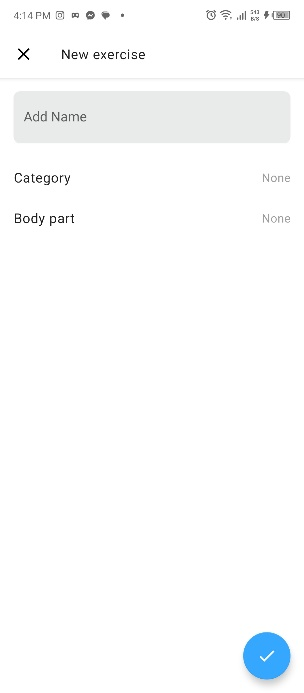 4:14 PM
New exercise
Add Name
Category None
Body part None